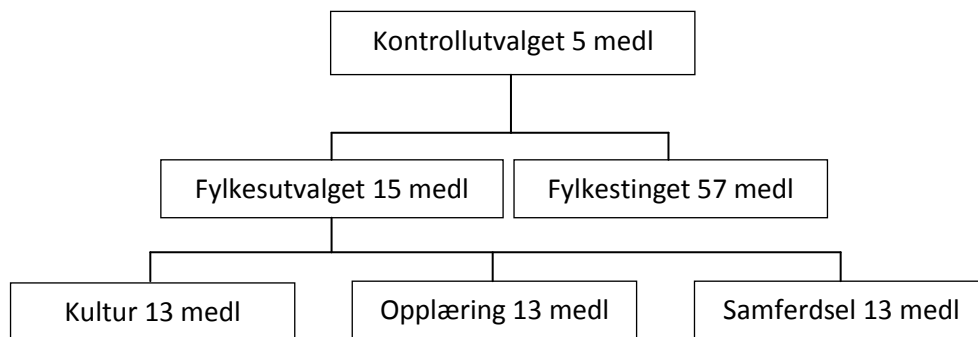 Kontrollutvalget 5 medl
Fylkesutvalget 15 medl
Fylkestinget 57 medl
Kultur 13 medl
Opplæring 13 medl
Samferdsel 13 medl